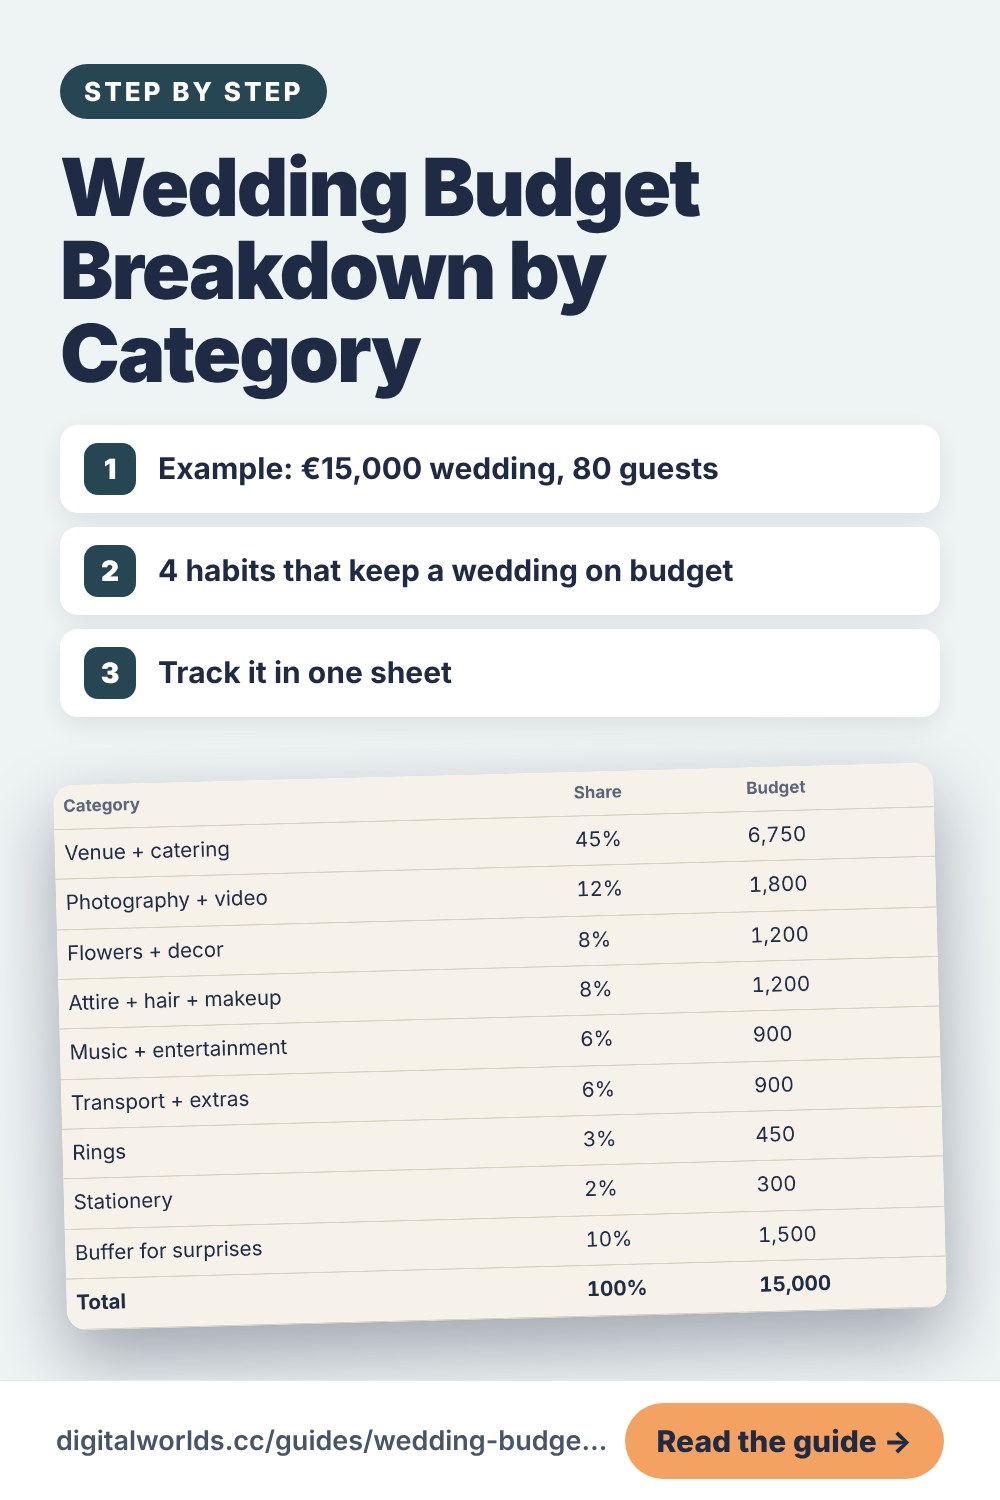 STEP BY STEP
Wedding Budget
Breakdown by
Category
1 Example: €15,000 wedding, 80 guests
2 4 habits that keep a wedding on budget
3 Track it in one sheet
Category Share Budget
Venue + catering 45% 6,750
Photography + video 12% 1,800
Flowers + decor 8% 1,200
Attire + hair + makeup 8% 1,200
Music + entertainment 6% 900
Transport + extras 6% 900
Rings 3% 450
Stationery 2% 300
Buffer for surprises 10% 1,500
Total 100% 15,000
digitalworlds.cc/guides/wedding-budge... Read the guide →